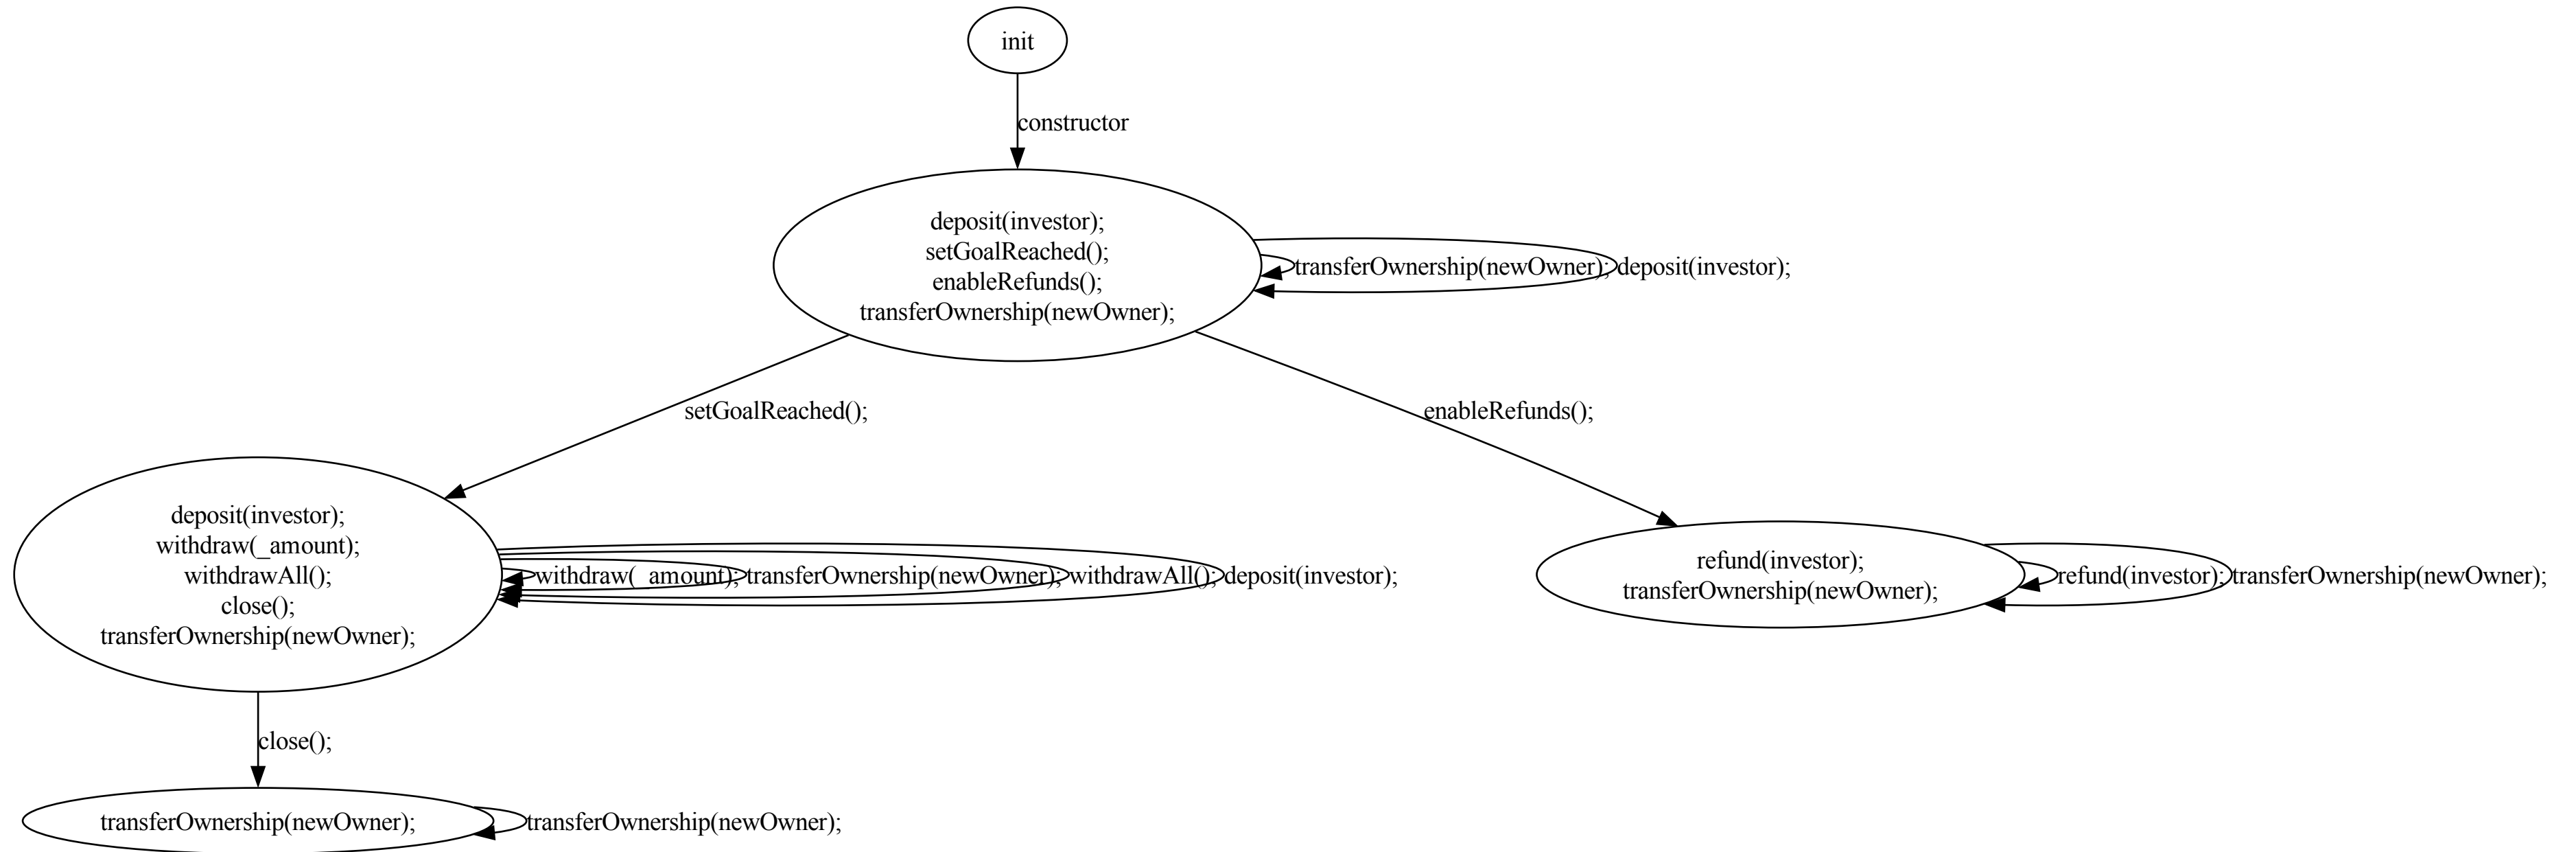 init
constructor
deposit(investor);
setGoalReached();
enableRefunds();
transferOwnership(newOwner);
transferOwnership(newOwner);
deposit(investor);
setGoalReached();
enableRefunds();
deposit(investor);
withdraw(_amount);
withdrawAll();
close();
transferOwnership(newOwner);
withdraw(_amount);
transferOwnership(newOwner);
withdrawAll();
deposit(investor);
refund(investor);
transferOwnership(newOwner);
refund(investor);
transferOwnership(newOwner);
close();
transferOwnership(newOwner);
transferOwnership(newOwner);